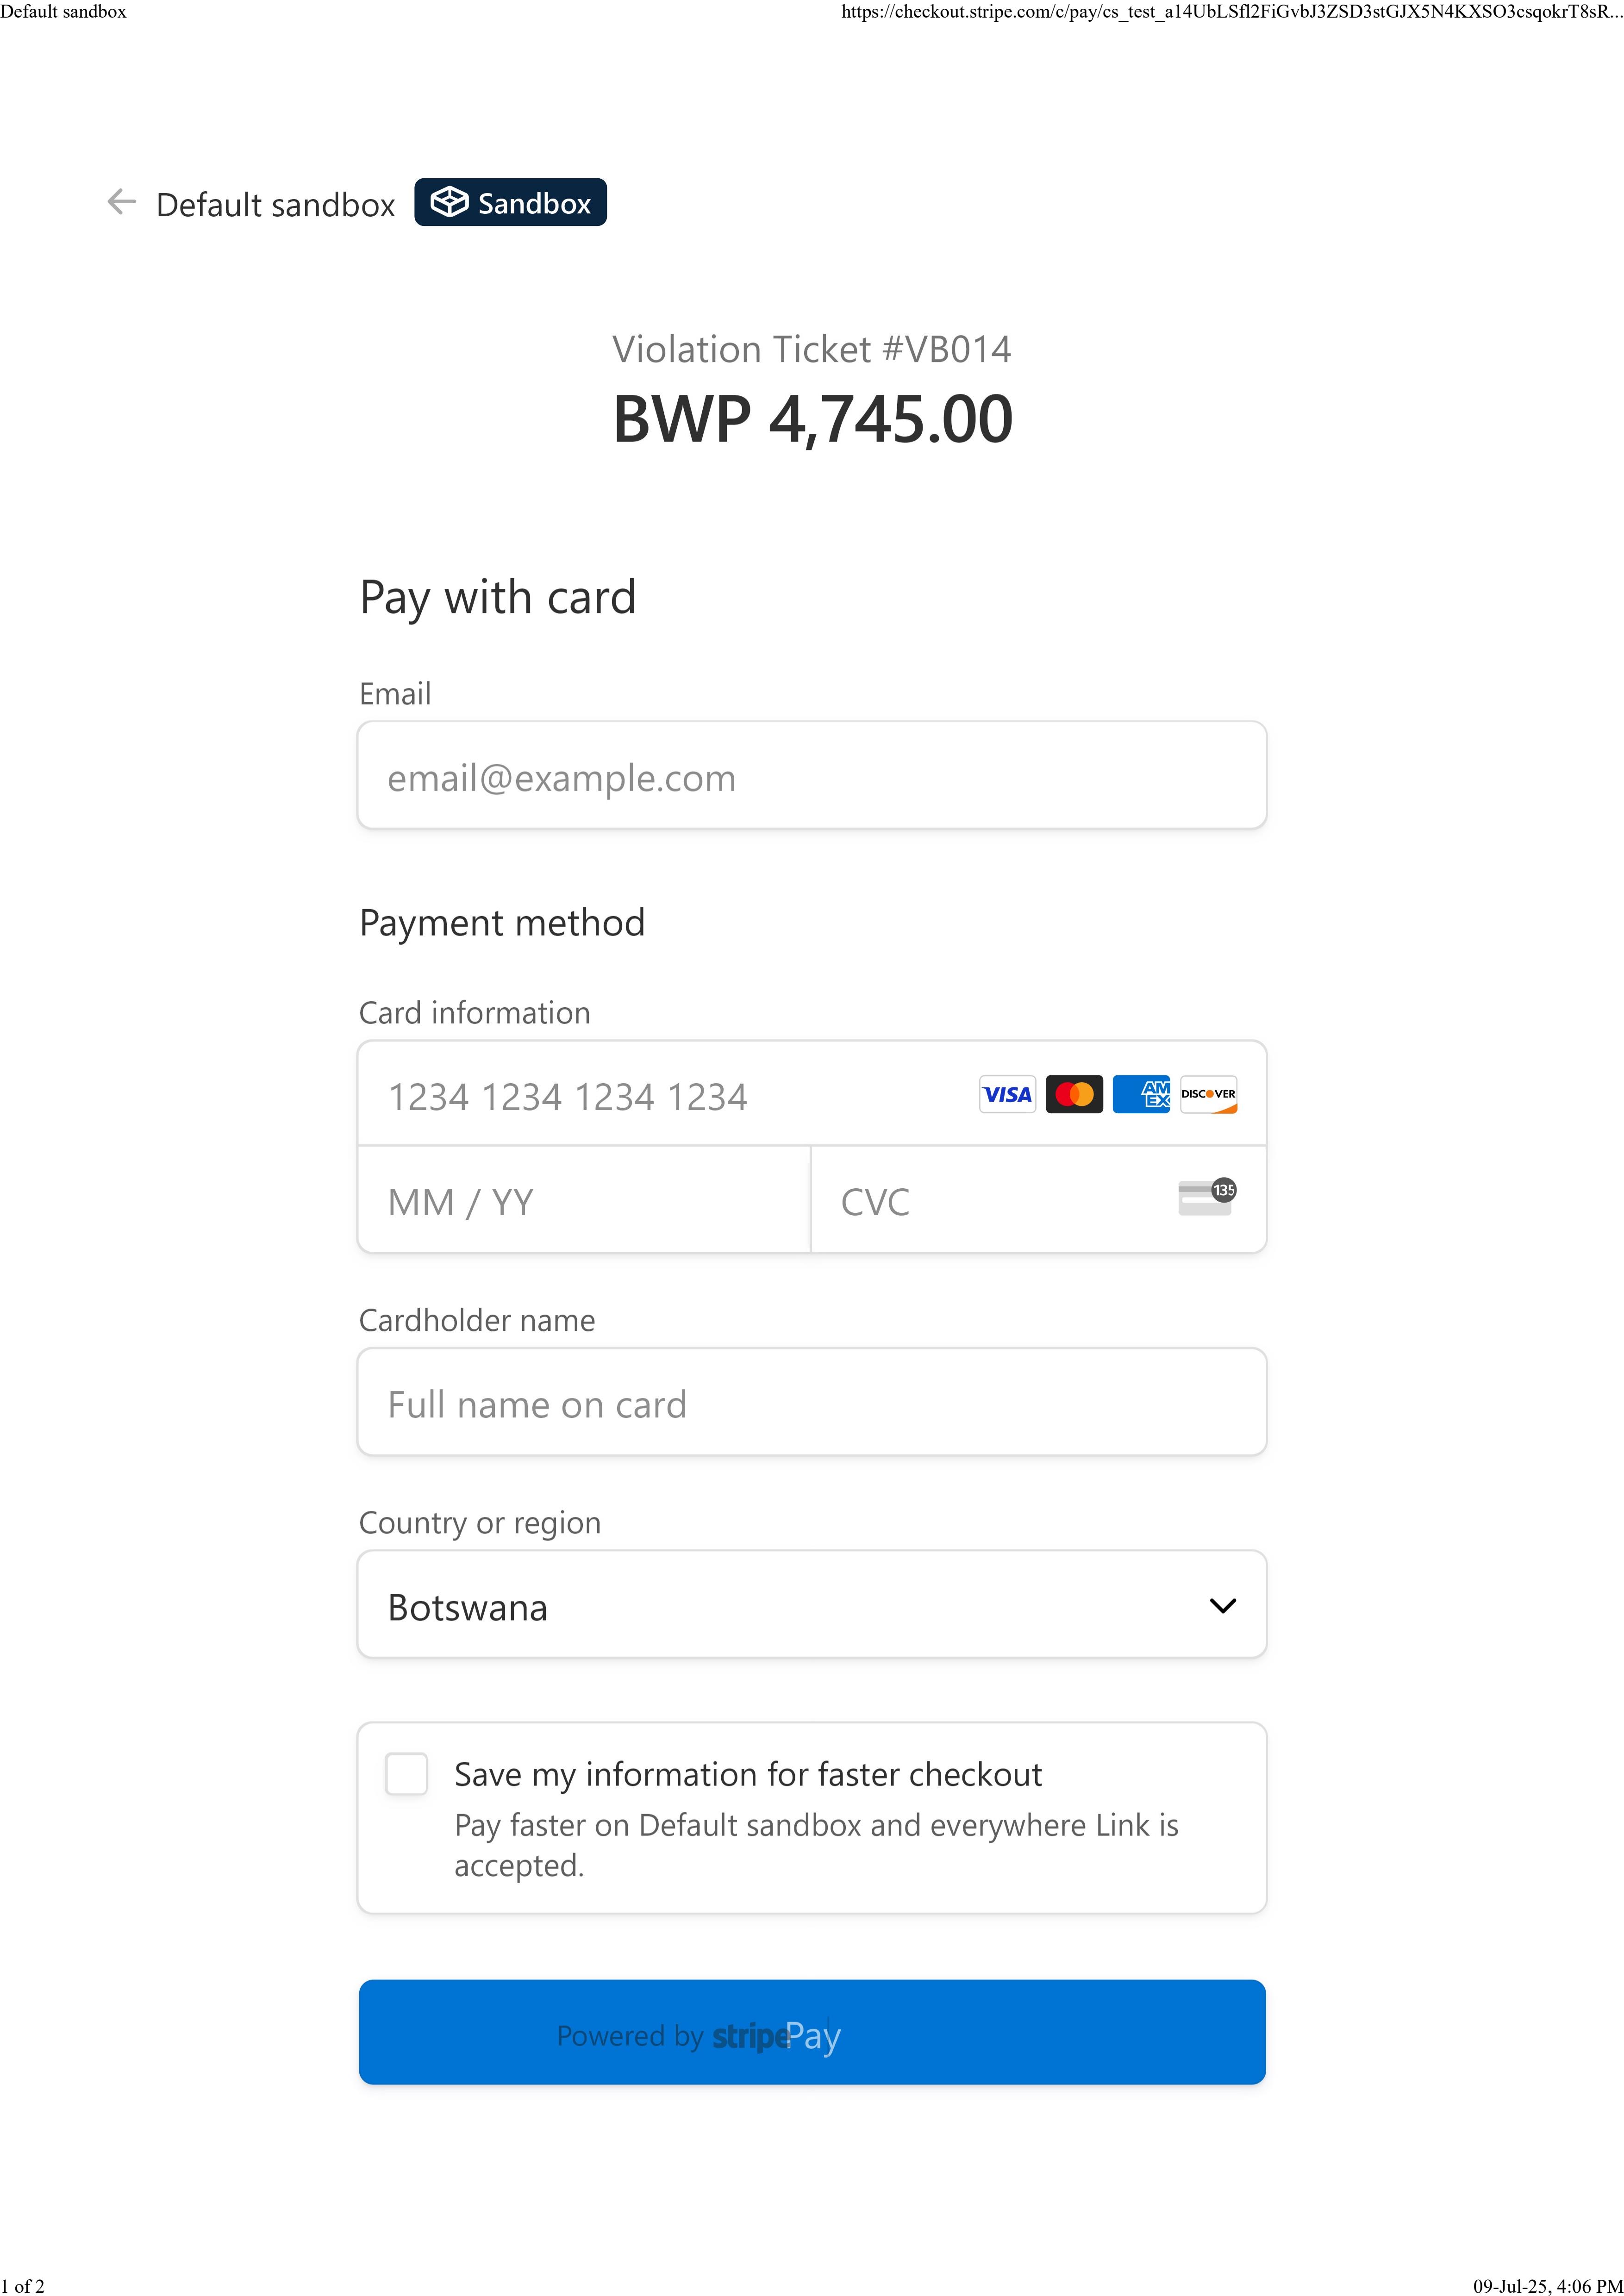 Default sandbox
https://checkout.stripe.com/c/pay/cs_test_a14UbLSfl2FiGvbJ3ZSD3stGJX5N4KXSO3csqokrT8sR...
Default sandbox Sandbox
Violation Ticket #VB014
BWP 4,745.00
Pay with card
Email
email@example.com
Payment method
Card information
1234 1234 1234 1234 VISA AMEX DISCOVER
MM / YY CVC 135
Cardholder name
Full name on card
Country or region
Botswana
Save my information for faster checkout
Pay faster on Default sandbox and everywhere Link is
accepted.
Powered by stripe Pay
1 of 2
09-Jul-25, 4:06 PM